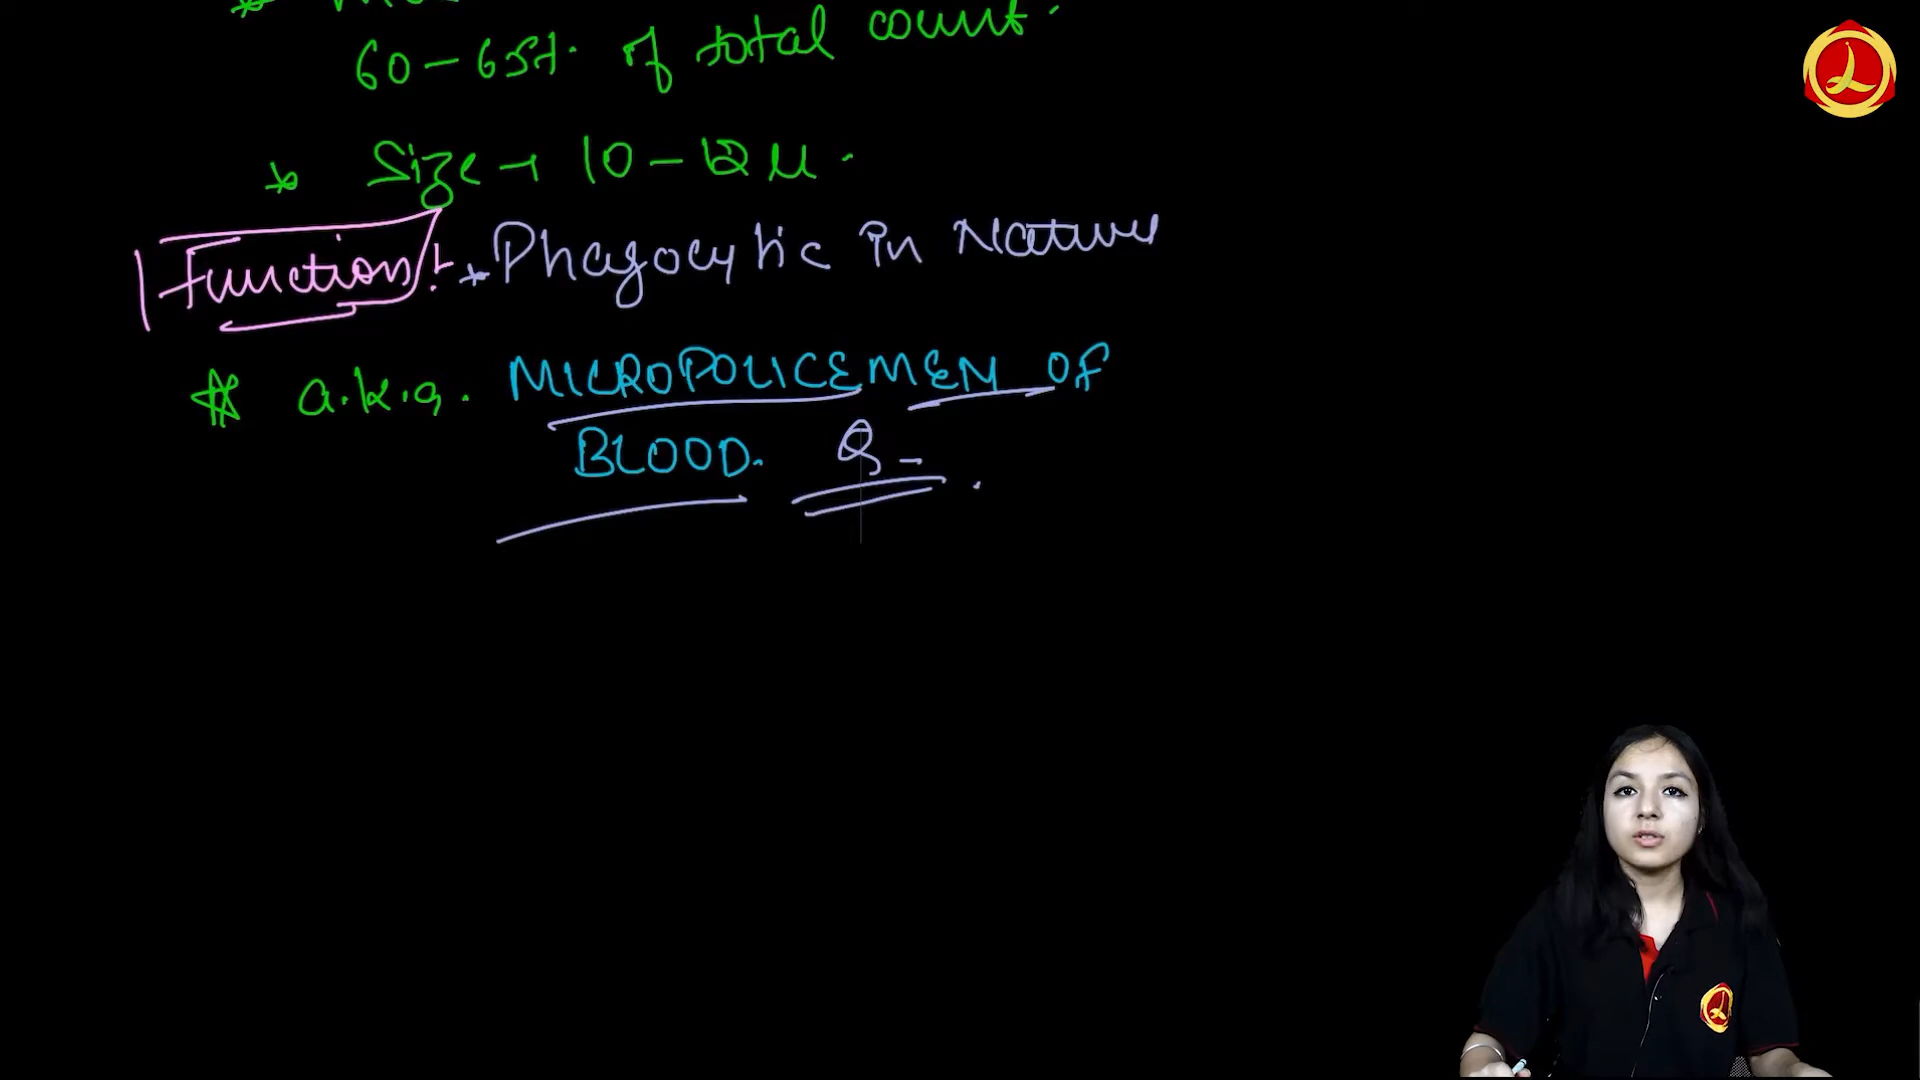 60-65%. of total count.
* Size → 10-12 µ.
Function:- * Phagocytic in Nature
* a.k.a. MICROPOLICEMEN OF
BLOOD. Q-